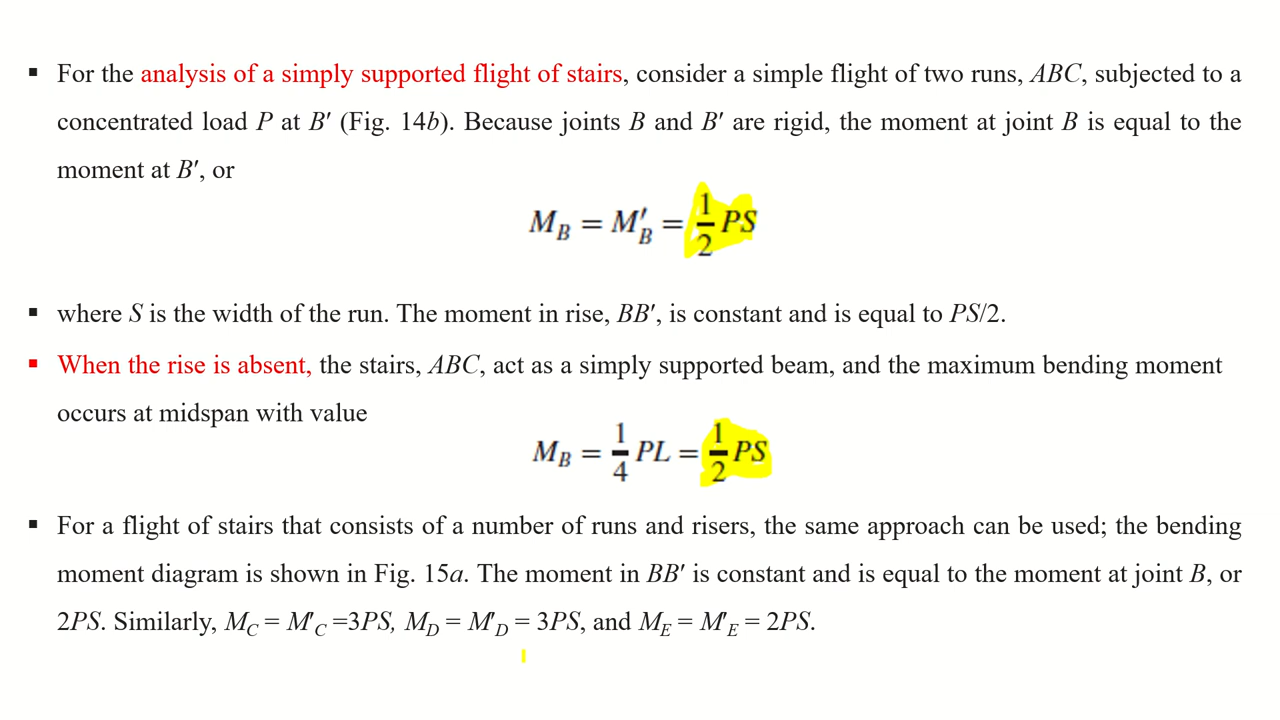 ▪ For the analysis of a simply supported flight of stairs, consider a simple flight of two runs, ABC, subjected to a
concentrated load P at B′ (Fig. 14b). Because joints B and B′ are rigid, the moment at joint B is equal to the
moment at B′, or
M_B = M′_B = 1/2 PS
▪ where S is the width of the run. The moment in rise, BB′, is constant and is equal to PS/2.
▪ When the rise is absent, the stairs, ABC, act as a simply supported beam, and the maximum bending moment
occurs at midspan with value
M_B = 1/4 PL = 1/2 PS
▪ For a flight of stairs that consists of a number of runs and risers, the same approach can be used; the bending
moment diagram is shown in Fig. 15a. The moment in BB′ is constant and is equal to the moment at joint B, or
2PS. Similarly, M_C = M′_C =3PS, M_D = M′_D = 3PS, and M_E = M′_E = 2PS.